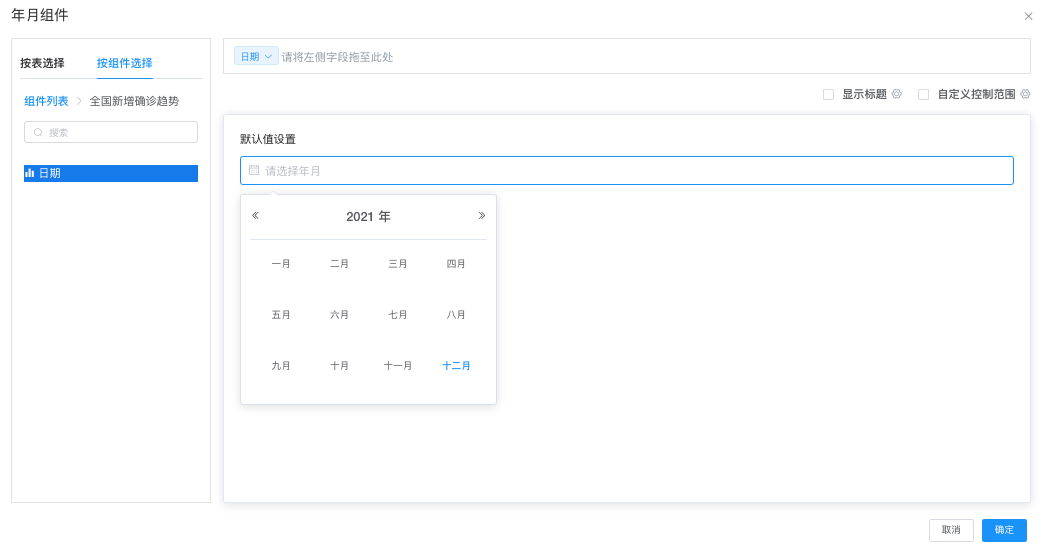 年月组件
按表选择 按组件选择
组件列表 全国新增确诊趋势
搜索
日期
日期 请将左侧字段拖至此处
显示标题 自定义控制范围
默认值设置
请选择年月
2021 年
一月 二月 三月 四月
五月 六月 七月 八月
九月 十月 十一月 十二月
取消 确定